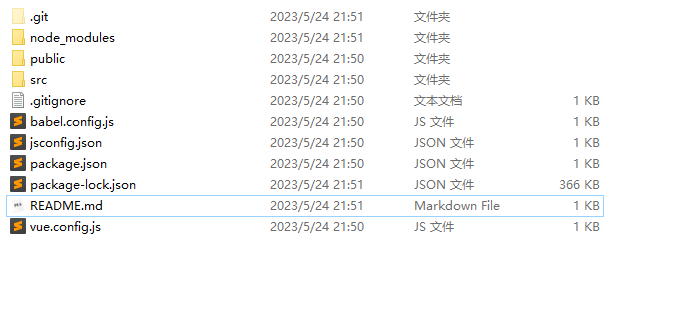 .git 2023/5/24 21:51 文件夹
node_modules 2023/5/24 21:51 文件夹
public 2023/5/24 21:50 文件夹
src 2023/5/24 21:50 文件夹
.gitignore 2023/5/24 21:50 文本文档 1 KB
babel.config.js 2023/5/24 21:50 JS 文件 1 KB
jsconfig.json 2023/5/24 21:50 JSON 文件 1 KB
package.json 2023/5/24 21:50 JSON 文件 1 KB
package-lock.json 2023/5/24 21:51 JSON 文件 366 KB
README.md 2023/5/24 21:51 Markdown File 1 KB
vue.config.js 2023/5/24 21:50 JS 文件 1 KB